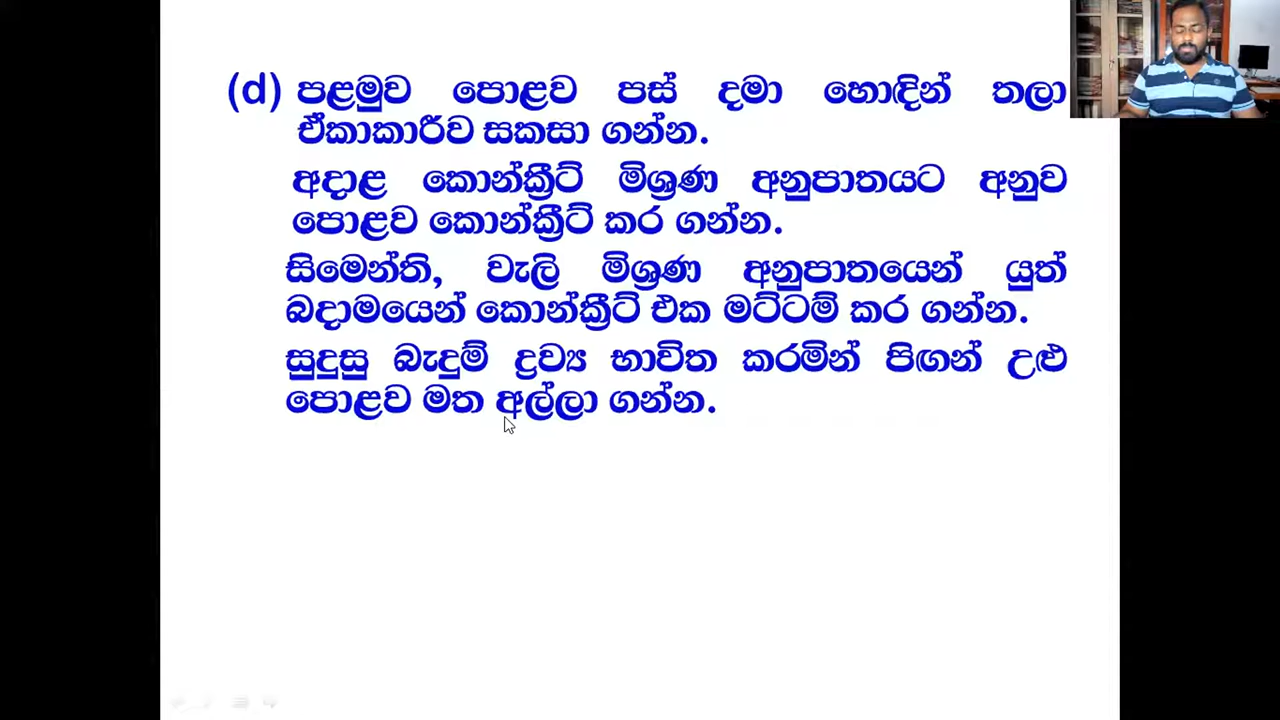 (d) පළමුව පොළව පස් දමා හොඳින් තලා
ඒකාකාරීව සකසා ගන්න.
අදාළ කොන්ක්‍රීට් මිශ්‍රණ අනුපාතයට අනුව
පොළව කොන්ක්‍රීට් කර ගන්න.
සිමෙන්ති, වැලි මිශ්‍රණ අනුපාතයෙන් යුත්
බදාමයෙන් කොන්ක්‍රීට් එක මට්ටම් කර ගන්න.
සුදුසු බැඳුම් ද්‍රව්‍ය භාවිත කරමින් පිඟන් උළු
පොළව මත අල්ලා ගන්න.